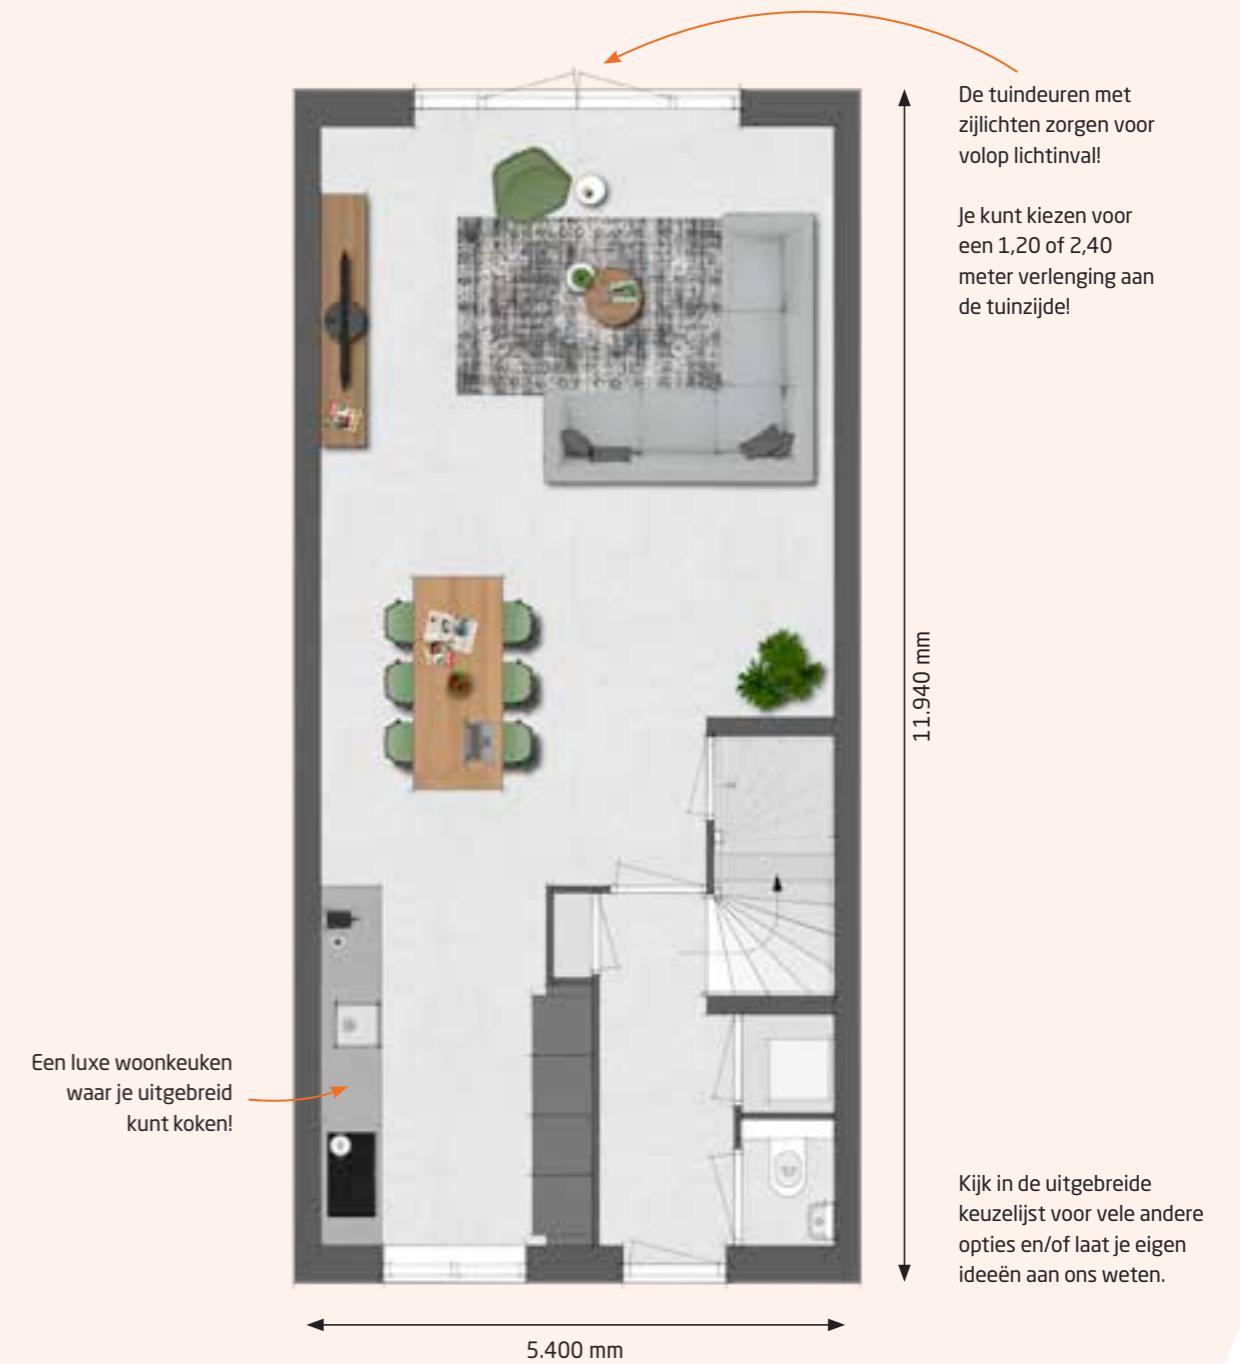 De tuindeuren met
zijlichten zorgen voor
volop lichtinval!
Je kunt kiezen voor
een 1,20 of 2,40
meter verlenging aan
de tuinzijde!
11.940 mm
Een luxe woonkeuken
waar je uitgebreid
kunt koken!
Kijk in de uitgebreide
keuzelijst voor vele andere
opties en/of laat je eigen
ideeën aan ons weten.
5.400 mm